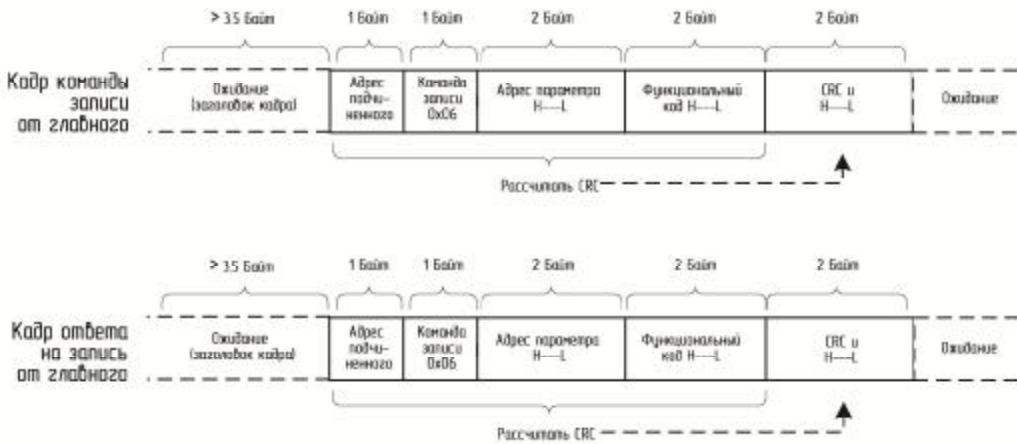 > 3.5 Байт
1 Байт
1 Байт
2 Байт
2 Байт
2 Байт
Кадр команды
записи
от главного
Ожидание
(заголовок кадра)
Адрес
подчи-
ненного
Команда
записи
0x06
Адрес параметра
H---L
Функциональный
код H---L
CRC и
H---L
Ожидание
Рассчитать CRC
> 3.5 Байт
1 Байт
1 Байт
2 Байт
2 Байт
2 Байт
Кадр ответа
на запись
от главного
Ожидание
(заголовок кадра)
Адрес
подчи-
ненного
Команда
записи
0x06
Адрес параметра
H---L
Функциональный
код H---L
CRC и
H---L
Ожидание
Рассчитать CRC